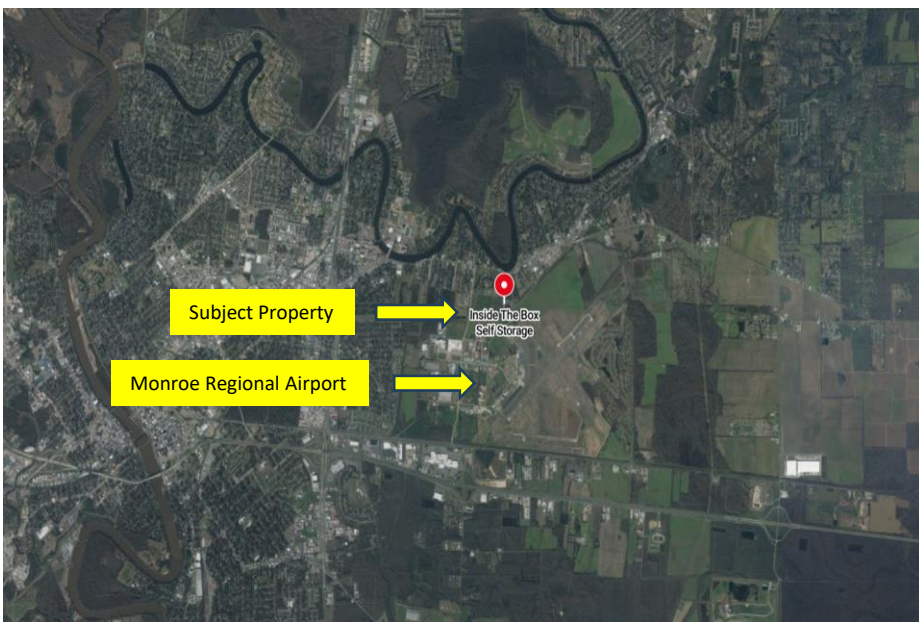 Subject Property
Inside The Box
Self Storage
Monroe Regional Airport